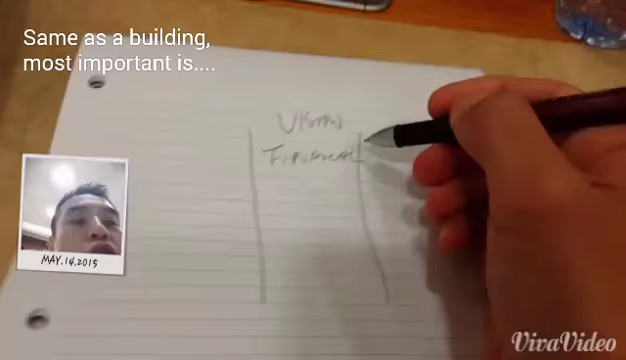 Same as a building,
most important is....
VISION
FINANCIAL
MAY.14.2015
VivaVideo